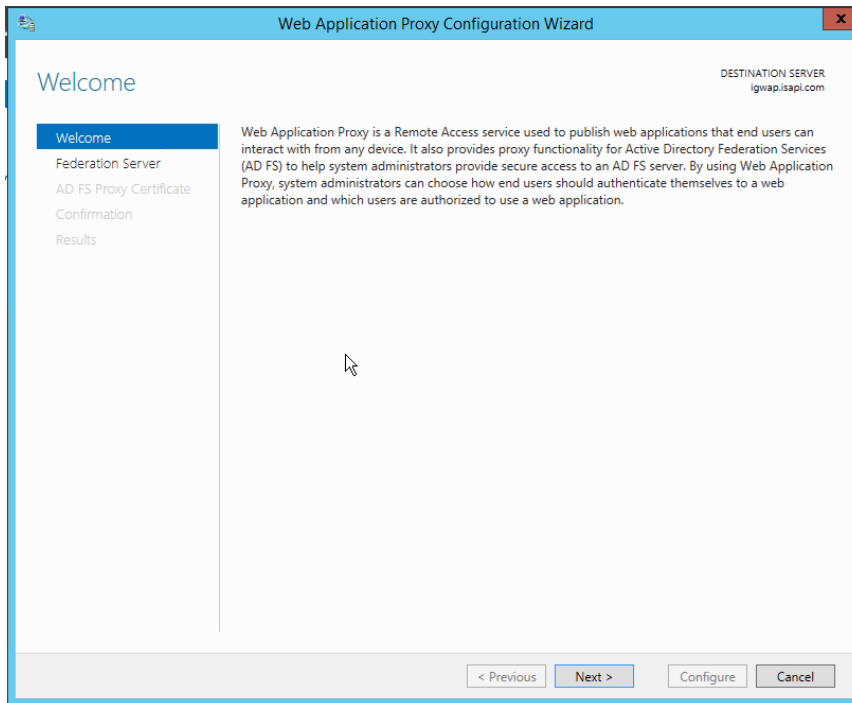 Web Application Proxy Configuration Wizard
x
Welcome
DESTINATION SERVER
igwap.isapi.com
Welcome
Federation Server
AD FS Proxy Certificate
Confirmation
Results
Web Application Proxy is a Remote Access service used to publish web applications that end users can
interact with from any device. It also provides proxy functionality for Active Directory Federation Services
(AD FS) to help system administrators provide secure access to an AD FS server. By using Web Application
Proxy, system administrators can choose how end users should authenticate themselves to a web
application and which users are authorized to use a web application.
< Previous
Next >
Configure
Cancel